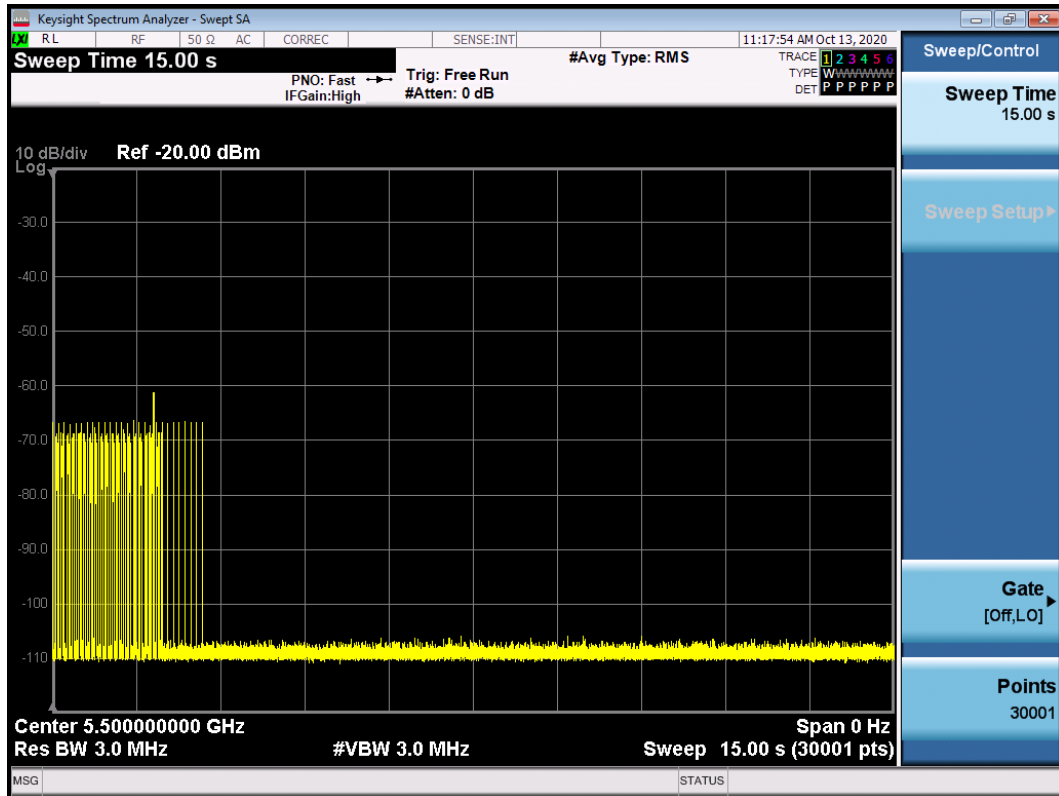 Keysight Spectrum Analyzer - Swept SA
LXI RL RF 50 Ω AC CORREC SENSE:INT 11:17:54 AM Oct 13, 2020
Sweep Time 15.00 s
PNO: Fast
IFGain:High
Trig: Free Run
#Atten: 0 dB
#Avg Type: RMS
TRACE 1 2 3 4 5 6
TYPE WWWWWW
DET P P P P P P
10 dB/div Ref -20.00 dBm
Log
-30.0
-40.0
-50.0
-60.0
-70.0
-80.0
-90.0
-100
-110
Center 5.500000000 GHz Span 0 Hz
Res BW 3.0 MHz #VBW 3.0 MHz Sweep 15.00 s (30001 pts)
MSG STATUS
Sweep/Control
Sweep Time
15.00 s
Sweep Setup
Gate
[Off,LO]
Points
30001